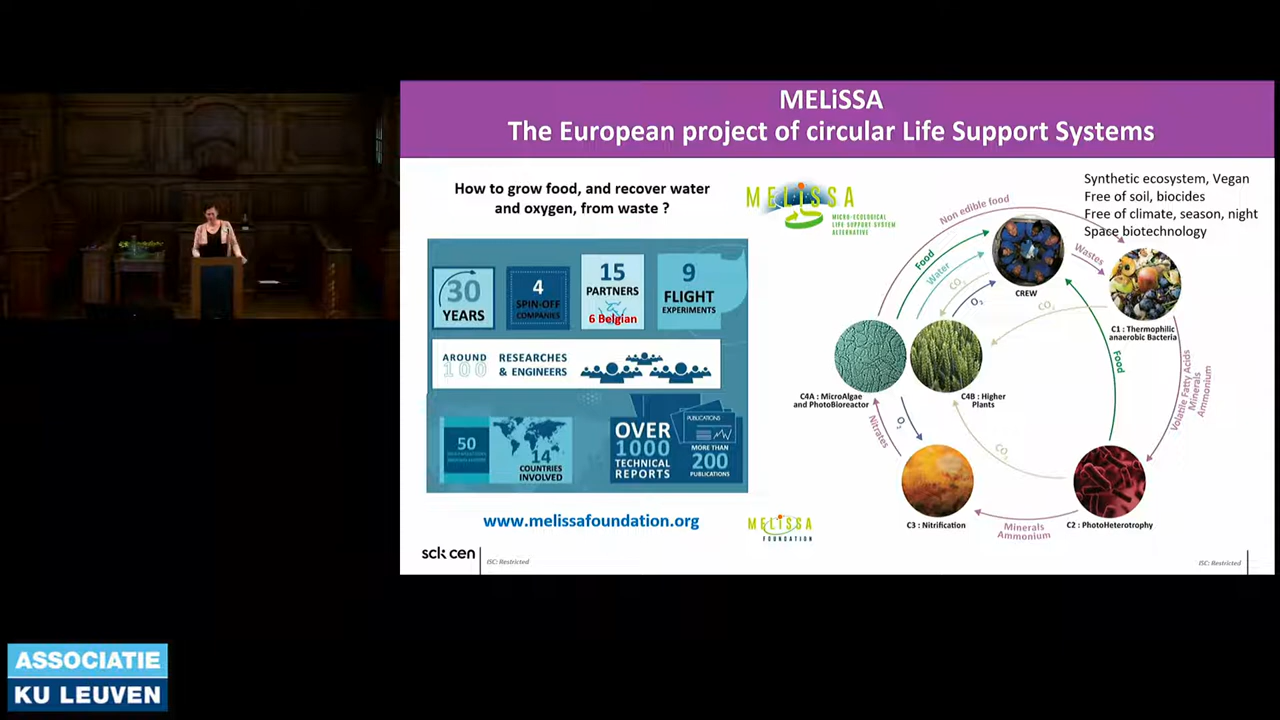 MELiSSA
The European project of circular Life Support Systems
How to grow food, and recover water
and oxygen, from waste ?
30
YEARS
4
SPIN-OFF
COMPANIES
15
PARTNERS
6 Belgian
9
FLIGHT
EXPERIMENTS
AROUND
100
RESEARCHES
& ENGINEERS
50
14
COUNTRIES
INVOLVED
OVER
1000
TECHNICAL
REPORTS
PUBLICATIONS
MORE THAN
200
PUBLICATIONS
www.melissafoundation.org
MELiSSA
MICRO-ECOLOGICAL
LIFE SUPPORT SYSTEM
ALTERNATIVE
Synthetic ecosystem, Vegan
Free of soil, biocides
Free of climate, season, night
Space biotechnology
Non edible food
Food
Water
CO₂
O₂
CREW
Wastes
CO₂
C1 : Thermophilic
anaerobic Bacteria
Food
Volatile Fatty Acids
Minerals
Ammonium
C4A : MicroAlgae
and PhotoBioreactor
C4B : Higher
Plants
Nitrates
O₂
CO₂
C3 : Nitrification
Minerals
Ammonium
C2 : PhotoHeterotrophy
MELiSSA
FOUNDATION
sck cen
ISC: Restricted
ISC: Restricted
ASSOCIATIE
KU LEUVEN